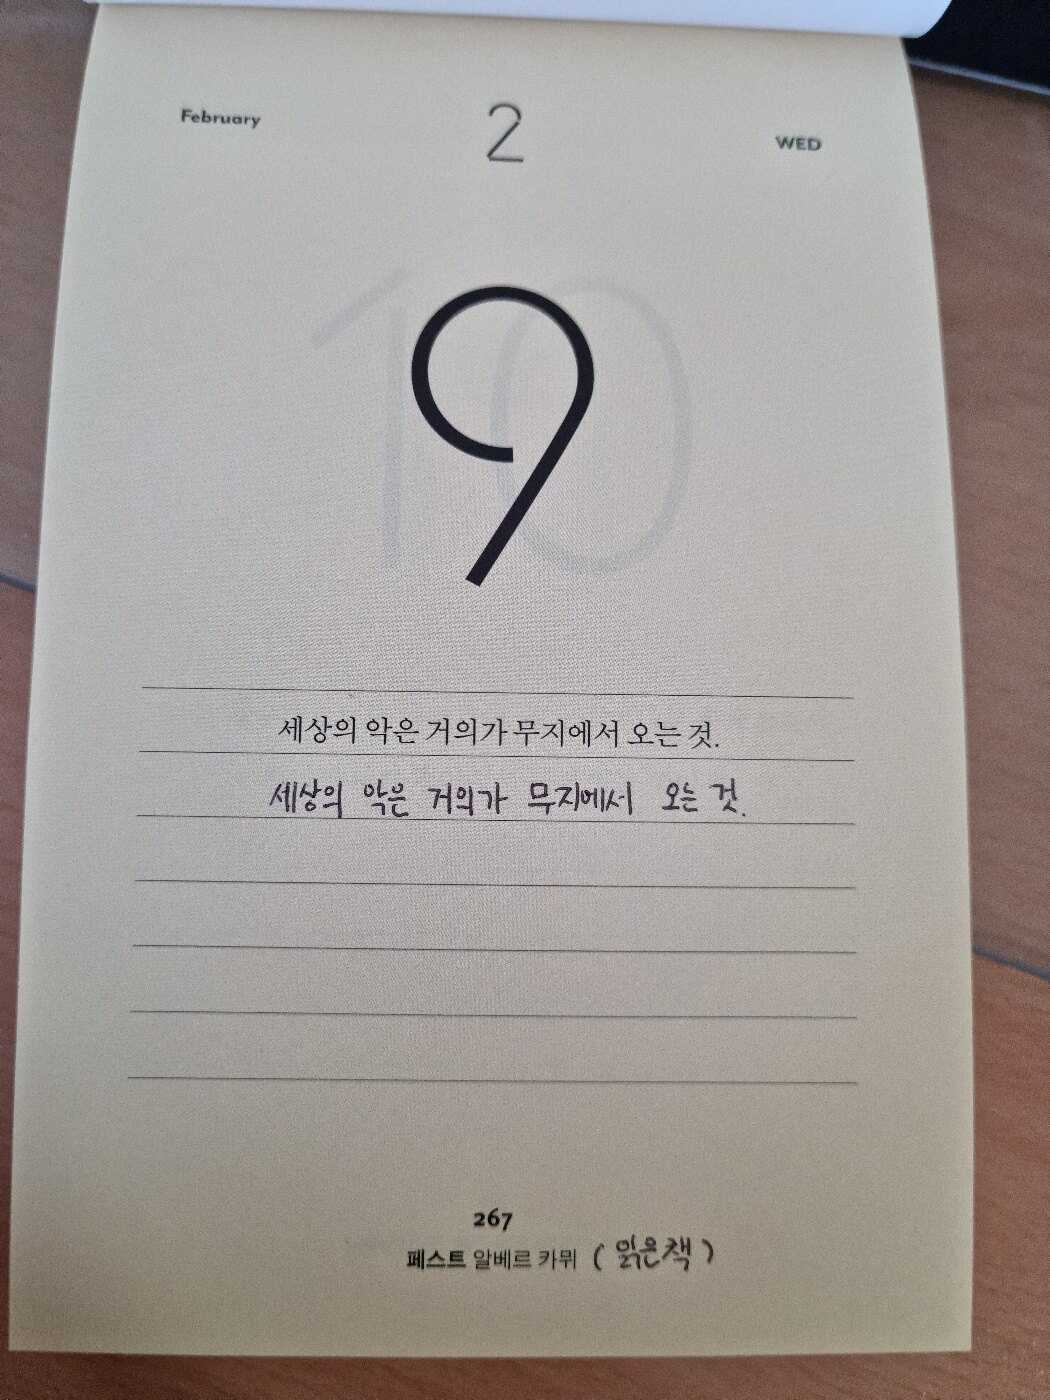 February 2 WED
9
세상의 악은 거의가 무지에서 오는 것.
세상의 악은 거의가 무지에서 오는 것.
267
페스트 알베르 카뮈 (읽은책)